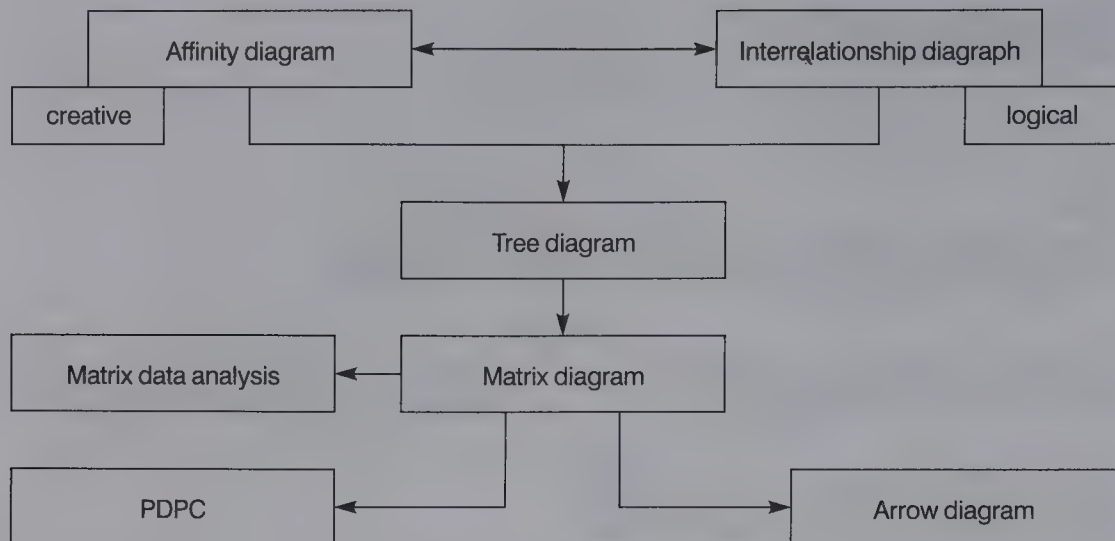 Affinity diagram
Interrelationship diagraph
creative
logical
Tree diagram
Matrix data analysis
Matrix diagram
PDPC
Arrow diagram